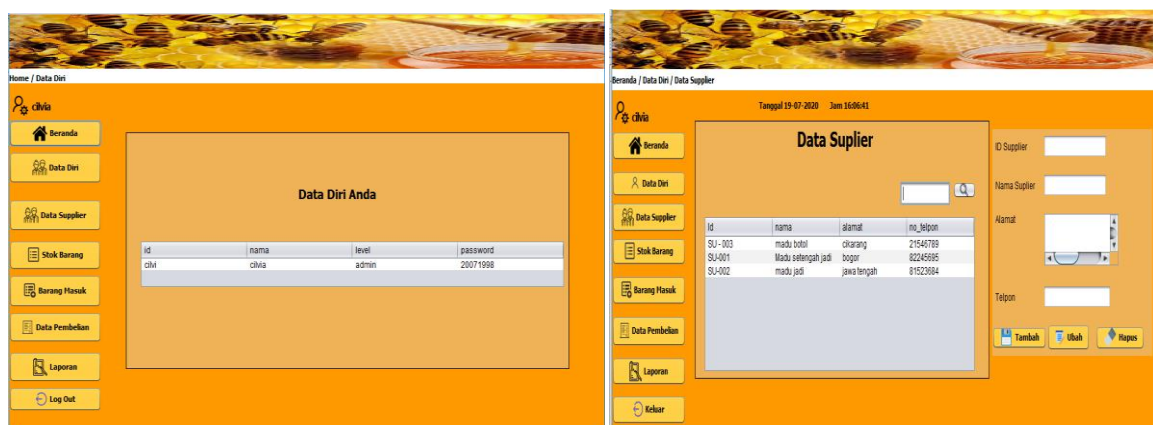 Home / Data Diri
cilvia
Beranda
Data Diri
Data Supplier
Stok Barang
Barang Masuk
Data Pembelian
Laporan
Log Out
Data Diri Anda
id nama level password
cilvi cilvia admin 20071998
Beranda / Data Diri / Data Supplier
cilvia
Tanggal 19-07-2020 Jam 16:06:41
Beranda
Data Diri
Data Supplier
Stok Barang
Barang Masuk
Data Pembelian
Laporan
Keluar
Data Suplier
Id nama alamat no_telpon
SU - 003 madu botol cikarang 21546789
SU-001 Madu setengah jadi bogor 82245695
SU-002 madu jadi jawa tengah 81523684
ID Supplier
Nama Suplier
Alamat
Telpon
Tambah Ubah Hapus